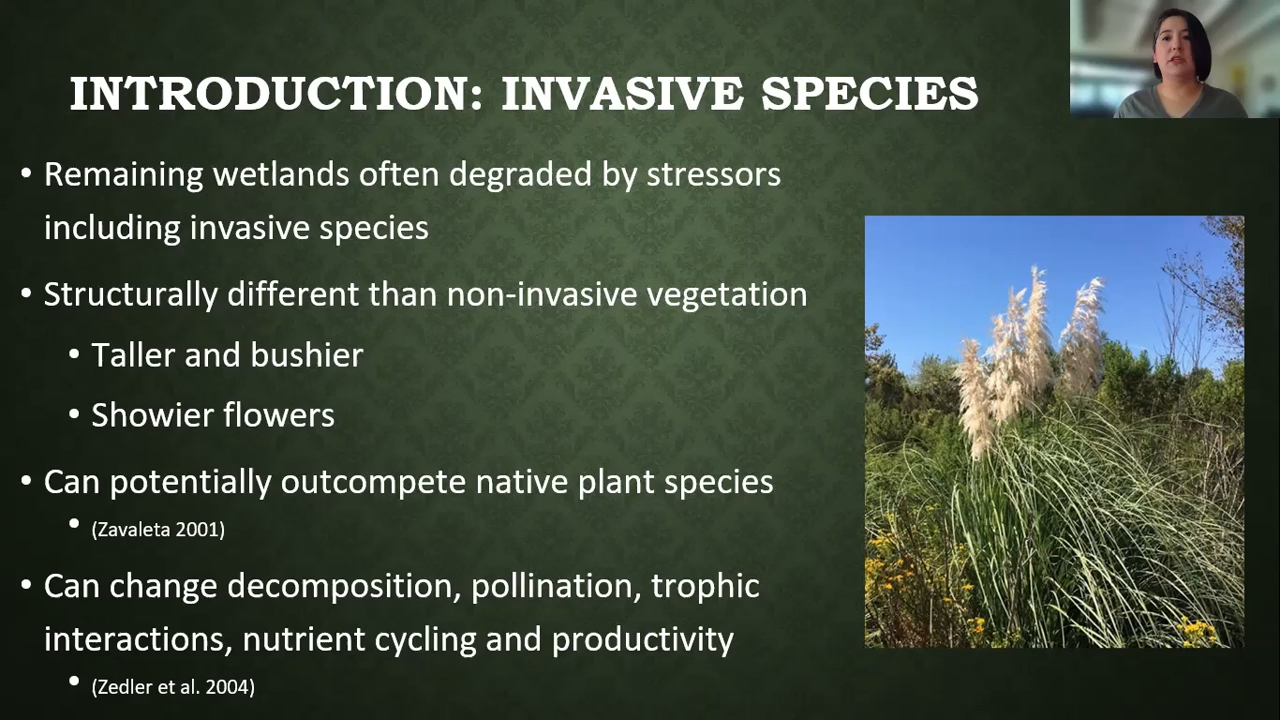 INTRODUCTION: INVASIVE SPECIES
• Remaining wetlands often degraded by stressors
including invasive species
• Structurally different than non-invasive vegetation
• Taller and bushier
• Showier flowers
• Can potentially outcompete native plant species
• (Zavaleta 2001)
• Can change decomposition, pollination, trophic
interactions, nutrient cycling and productivity
• (Zedler et al. 2004)